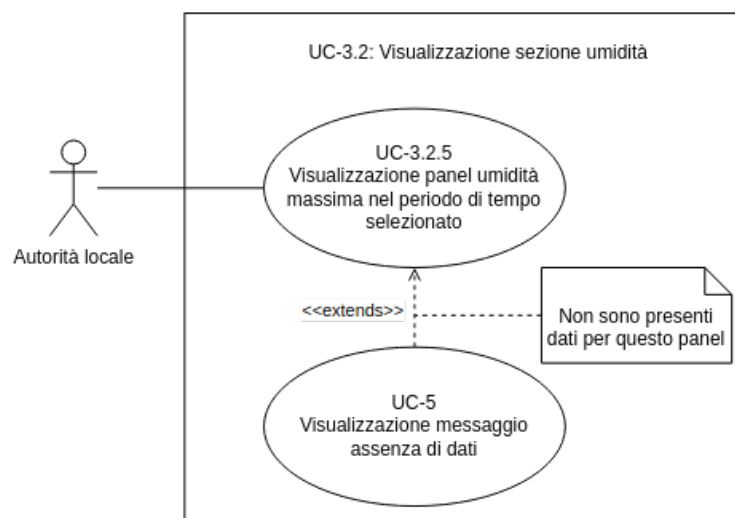 UC-3.2: Visualizzazione sezione umidità
UC-3.2.5
Visualizzazione panel umidità
massima nel periodo di tempo
selezionato
Autorità locale
<<extends>>
Non sono presenti
dati per questo panel
UC-5
Visualizzazione messaggio
assenza di dati